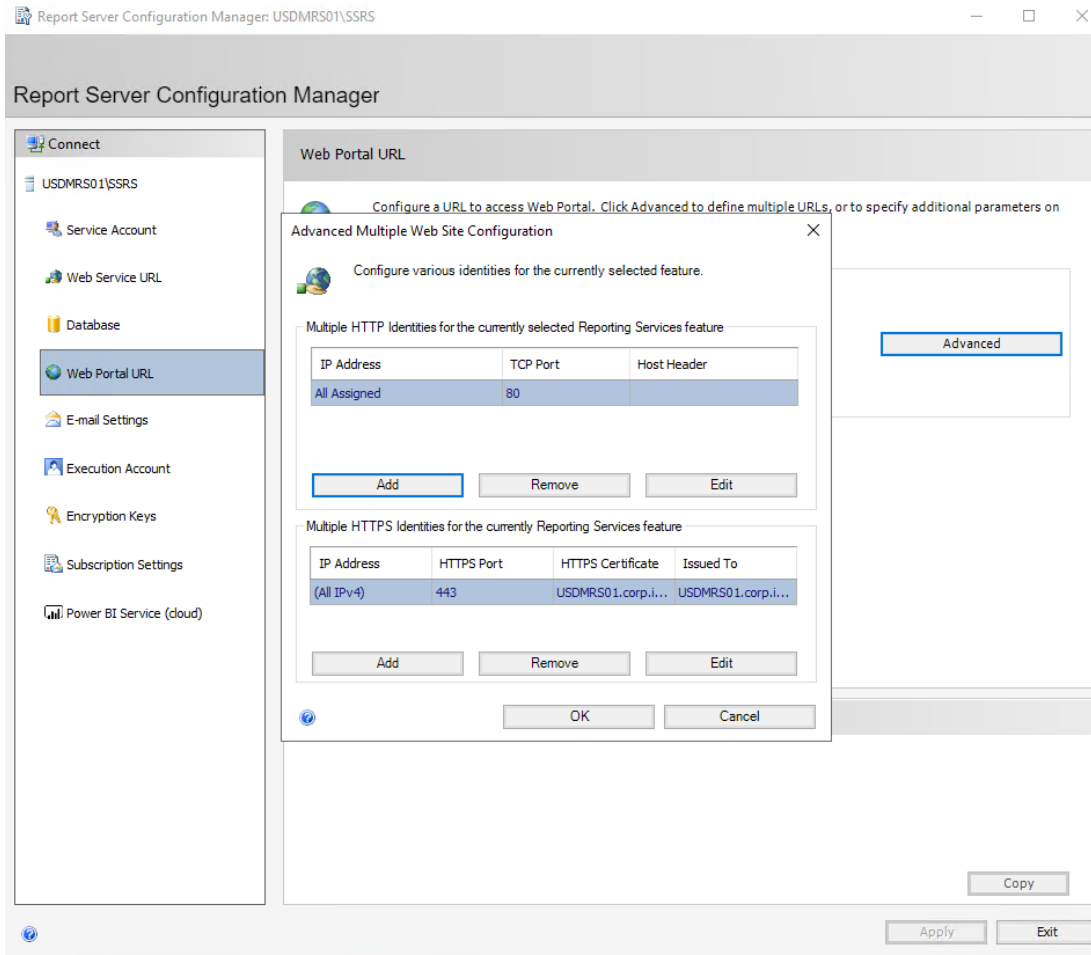 Report Server Configuration Manager: USDMRS01\SSRS
Report Server Configuration Manager
Connect
USDMRS01\SSRS
Service Account
Web Service URL
Database
Web Portal URL
E-mail Settings
Execution Account
Encryption Keys
Subscription Settings
Power BI Service (cloud)
Web Portal URL
Configure a URL to access Web Portal. Click Advanced to define multiple URLs, or to specify additional parameters on
Advanced
Advanced Multiple Web Site Configuration
Configure various identities for the currently selected feature.
Multiple HTTP Identities for the currently selected Reporting Services feature
IP Address TCP Port Host Header
All Assigned 80
Add Remove Edit
Multiple HTTPS Identities for the currently Reporting Services feature
IP Address HTTPS Port HTTPS Certificate Issued To
(All IPv4) 443 USDMRS01.corp.i... USDMRS01.corp.i...
Add Remove Edit
OK Cancel
Copy
Apply Exit